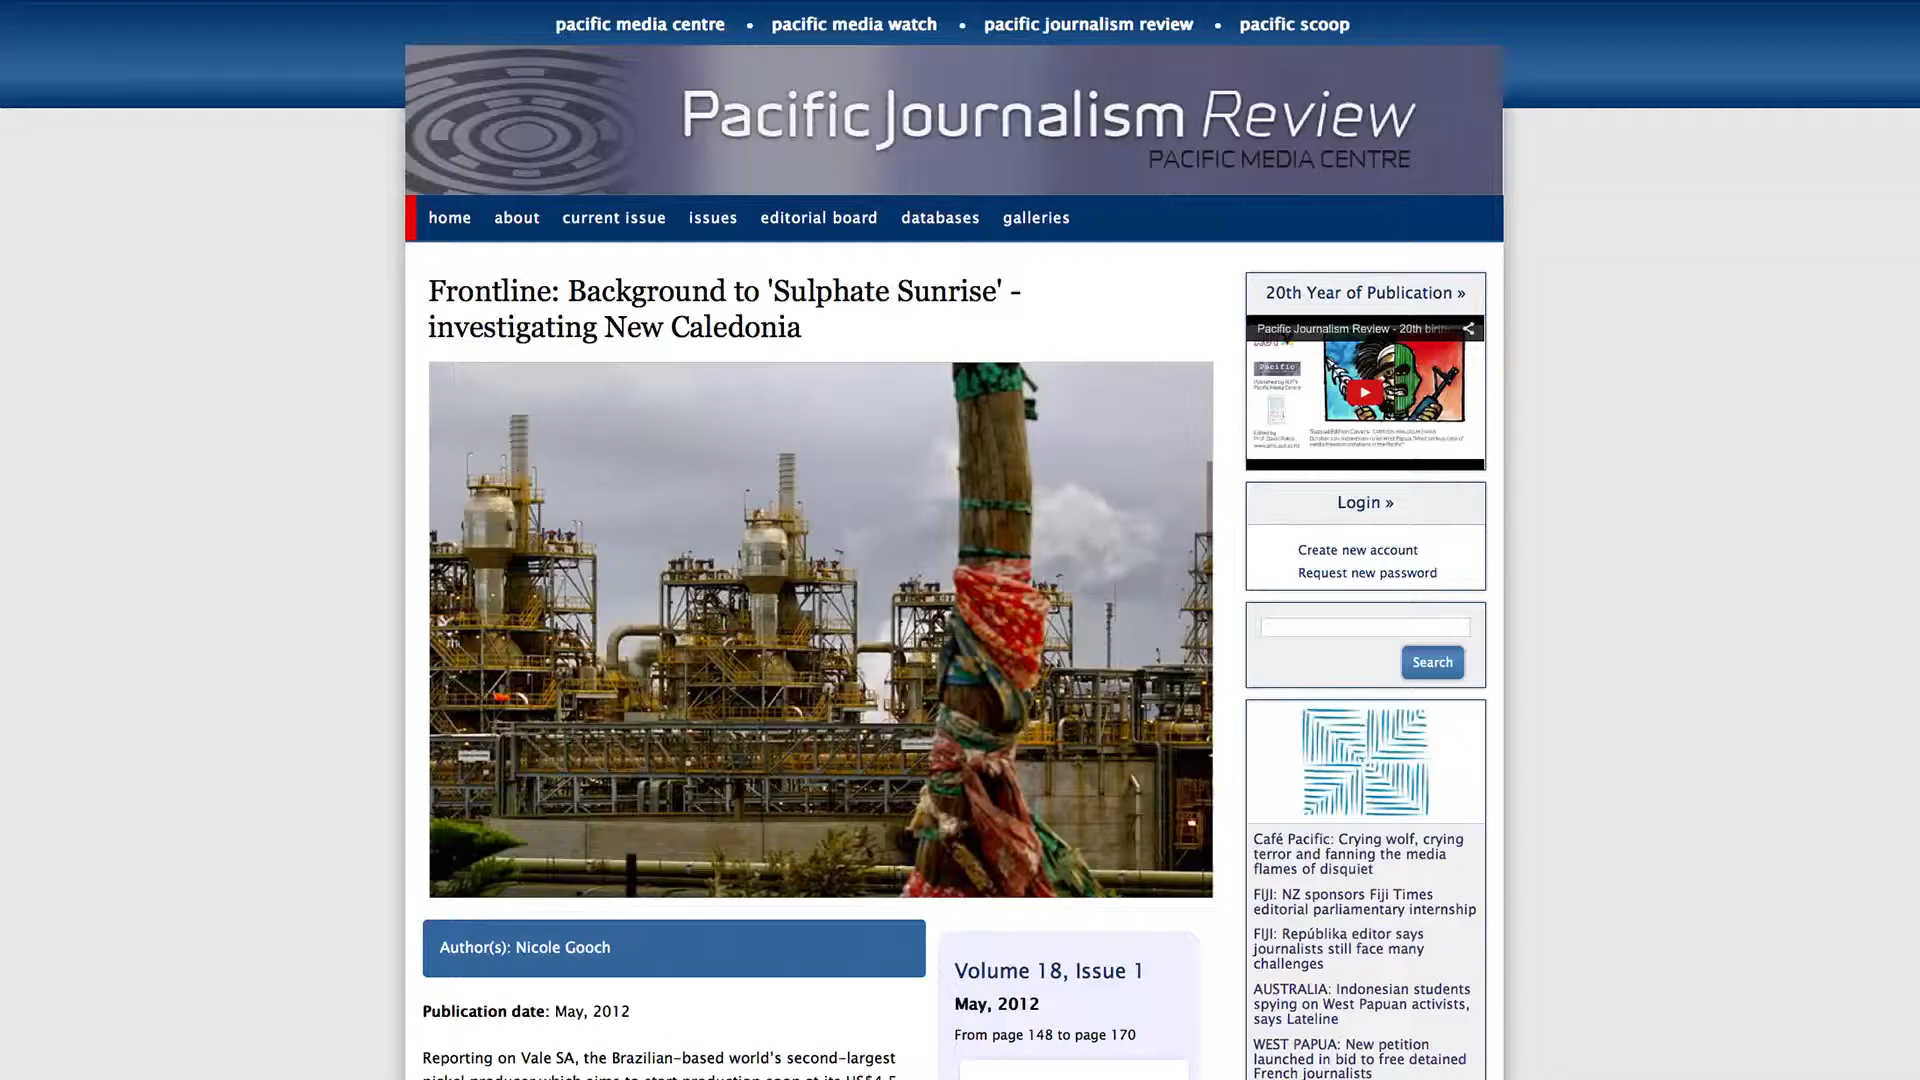 pacific media centre • pacific media watch • pacific journalism review • pacific scoop
Pacific Journalism Review
PACIFIC MEDIA CENTRE
home about current issue issues editorial board databases galleries
Frontline: Background to 'Sulphate Sunrise' -
investigating New Caledonia
Author(s): Nicole Gooch
Publication date: May, 2012
Reporting on Vale SA, the Brazilian-based world's second-largest
Volume 18, Issue 1
May, 2012
From page 148 to page 170
20th Year of Publication »
Pacific Journalism Review - 20th birth...
Pacific
Login »
Create new account
Request new password
Search
Café Pacific: Crying wolf, crying
terror and fanning the media
flames of disquiet
FIJI: NZ sponsors Fiji Times
editorial parliamentary internship
FIJI: Repúblika editor says
journalists still face many
challenges
AUSTRALIA: Indonesian students
spying on West Papuan activists,
says Lateline
WEST PAPUA: New petition
launched in bid to free detained
French journalists